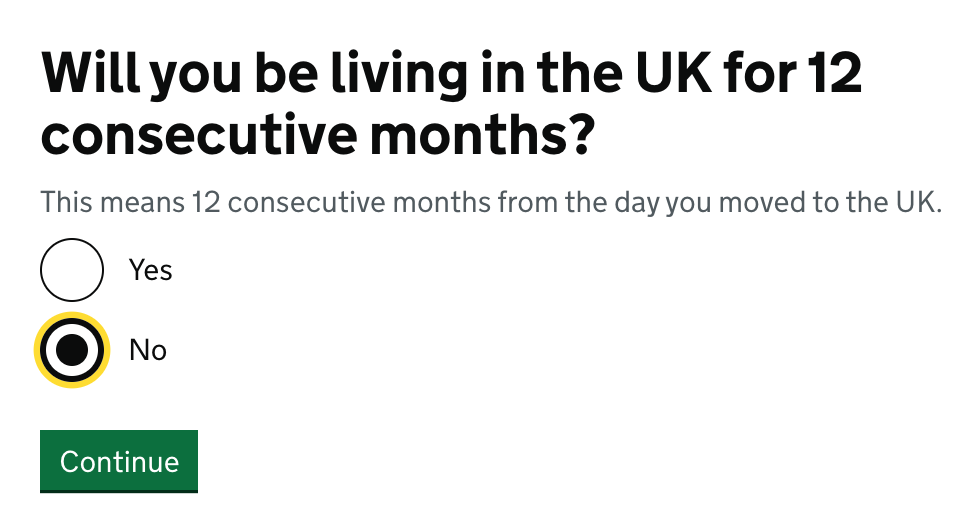 Will you be living in the UK for 12
consecutive months?
This means 12 consecutive months from the day you moved to the UK.
Yes
No
Continue